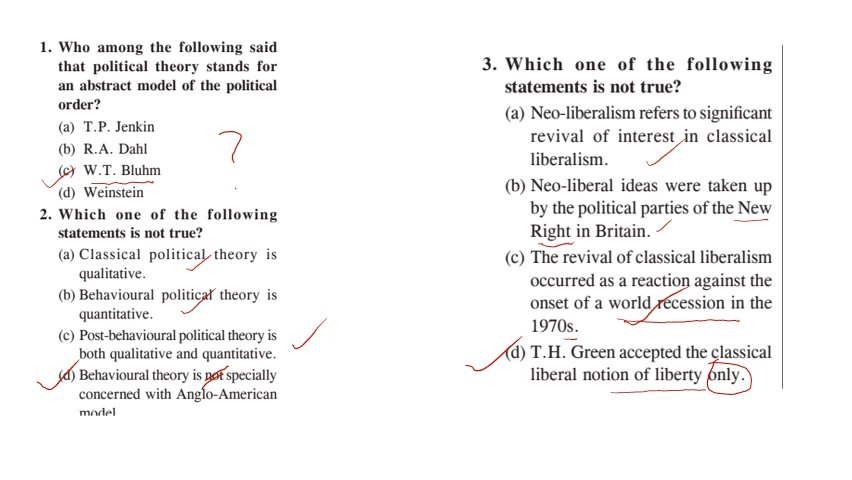 1. Who among the following said
that political theory stands for
an abstract model of the political
order?
(a) T.P. Jenkin
(b) R.A. Dahl
(c) W.T. Bluhm
(d) Weinstein
?
2. Which one of the following
statements is not true?
(a) Classical political theory is
qualitative.
(b) Behavioural political theory is
quantitative.
(c) Post-behavioural political theory is
both qualitative and quantitative.
(d) Behavioural theory is not specially
concerned with Anglo-American
model
3. Which one of the following
statements is not true?
(a) Neo-liberalism refers to significant
revival of interest in classical
liberalism.
(b) Neo-liberal ideas were taken up
by the political parties of the New
Right in Britain.
(c) The revival of classical liberalism
occurred as a reaction against the
onset of a world recession in the
1970s.
(d) T.H. Green accepted the classical
liberal notion of liberty only.